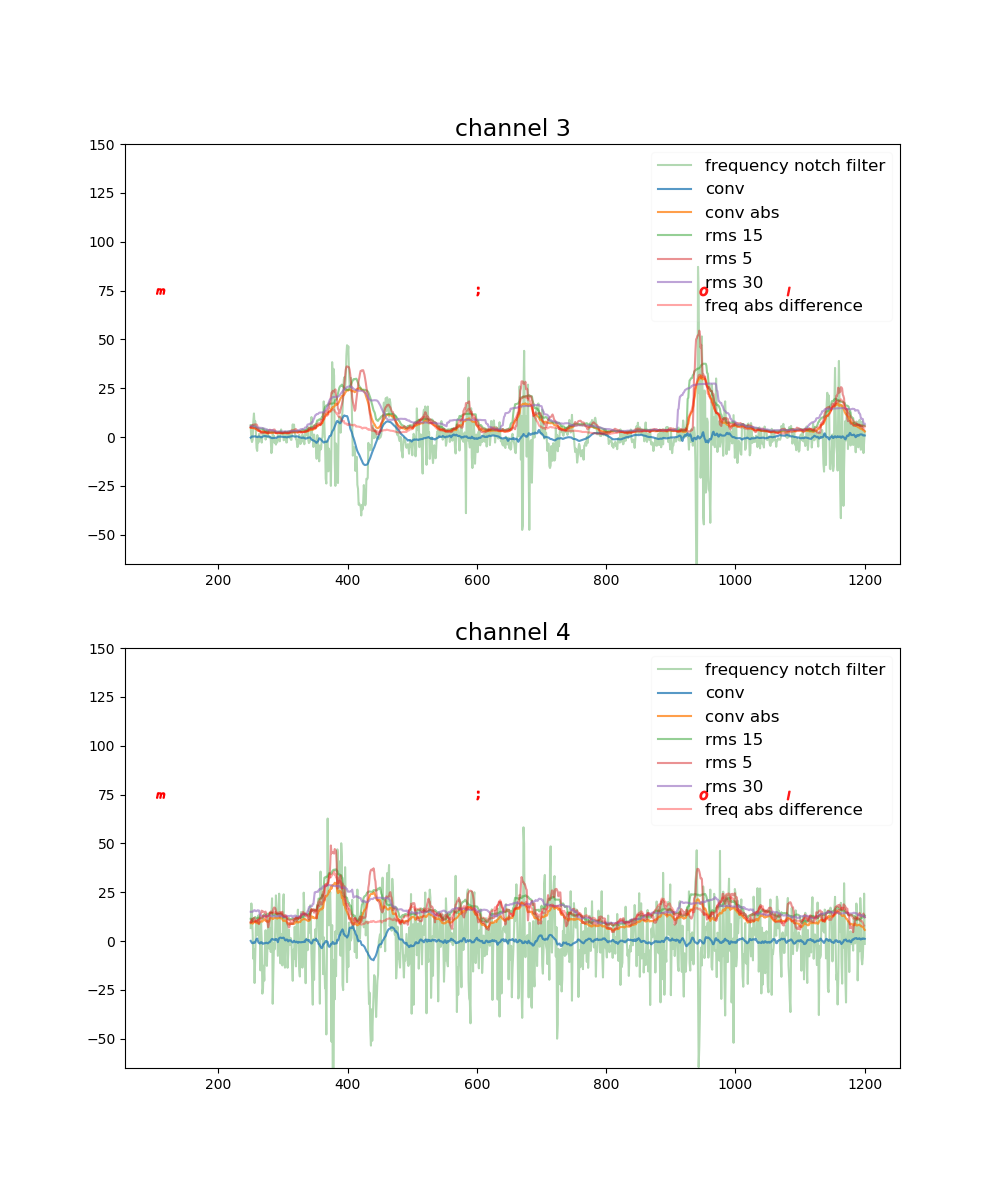 channel 3
150
125
100
75
50
25
0
−25
−50
200 400 600 800 1000 1200
frequency notch filter
conv
conv abs
rms 15
rms 5
rms 30
freq abs difference
m ; o l
channel 4
150
125
100
75
50
25
0
−25
−50
200 400 600 800 1000 1200
frequency notch filter
conv
conv abs
rms 15
rms 5
rms 30
freq abs difference
m ; o l